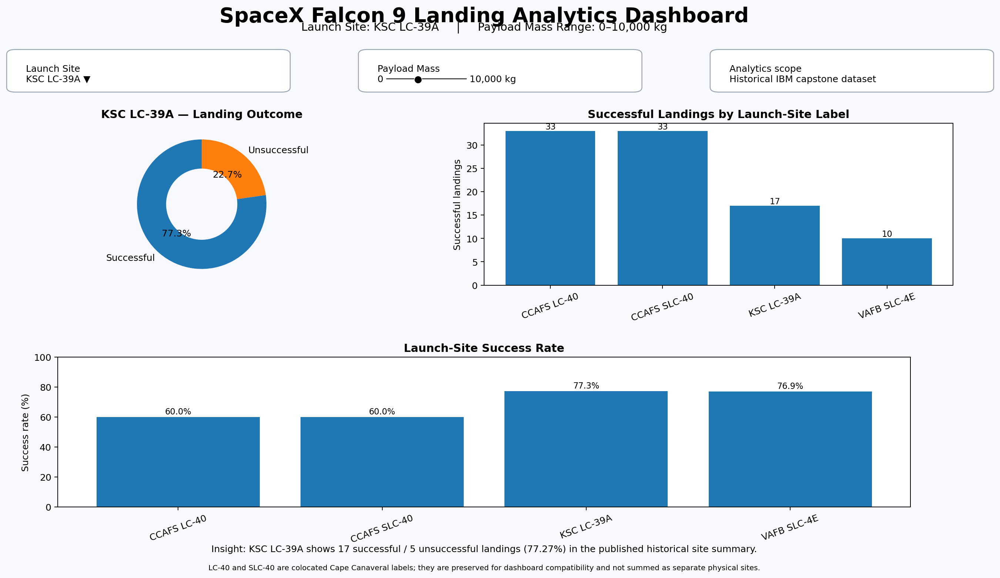 SpaceX Falcon 9 Landing Analytics Dashboard
Launch Site: KSC LC-39A | Payload Mass Range: 0–10,000 kg
Launch Site
KSC LC-39A ▼
Payload Mass
0 ───●───── 10,000 kg
Analytics scope
Historical IBM capstone dataset
KSC LC-39A — Landing Outcome
Unsuccessful
22.7%
77.3%
Successful
Successful Landings by Launch-Site Label
Successful landings
30
25
20
15
10
5
0
33
33
17
10
CCAFS LC-40
CCAFS SLC-40
KSC LC-39A
VAFB SLC-4E
Launch-Site Success Rate
Success rate (%)
100
80
60
40
20
0
60.0%
60.0%
77.3%
76.9%
CCAFS LC-40
CCAFS SLC-40
KSC LC-39A
VAFB SLC-4E
Insight: KSC LC-39A shows 17 successful / 5 unsuccessful landings (77.27%) in the published historical site summary.
LC-40 and SLC-40 are colocated Cape Canaveral labels; they are preserved for dashboard compatibility and not summed as separate physical sites.